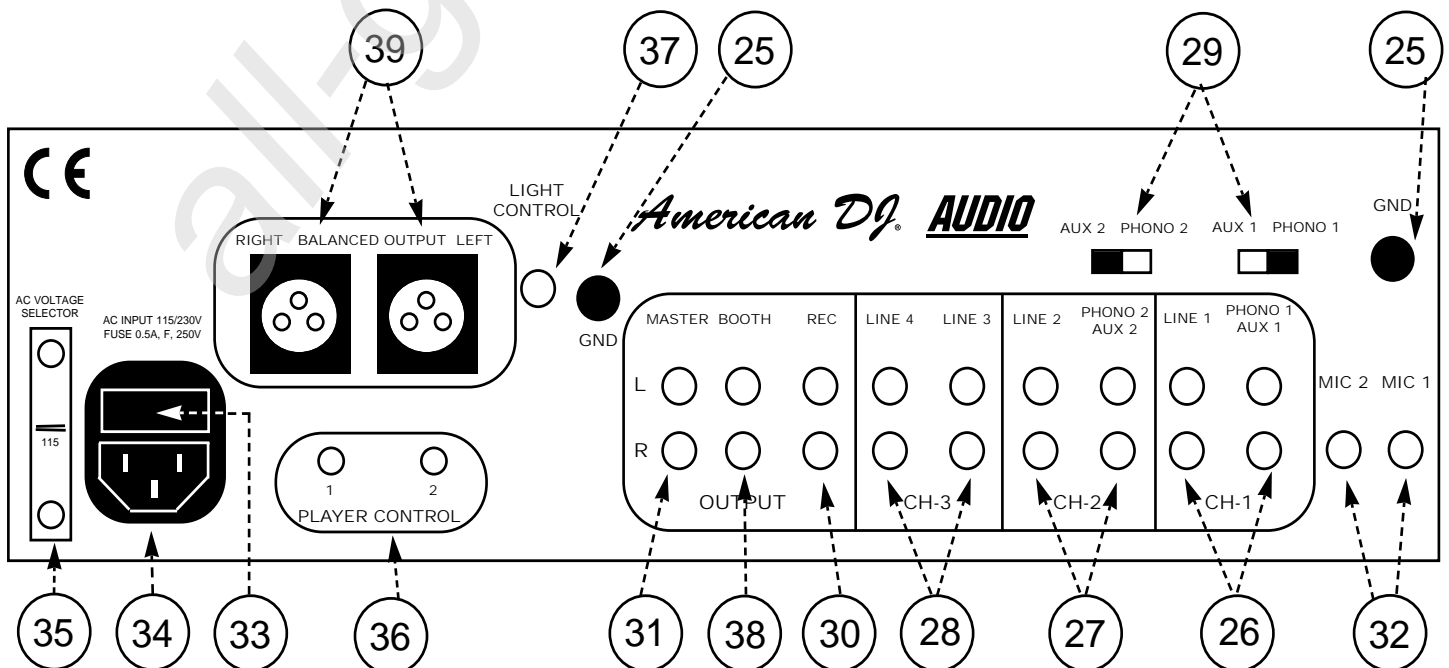 39
37
25
29
25
all-g
CE
LIGHT
CONTROL
American DJ® AUDIO
GND
AUX 2 PHONO 2
AUX 1 PHONO 1
RIGHT BALANCED OUTPUT LEFT
AC VOLTAGE
SELECTOR
AC INPUT 115/230V
FUSE 0.5A, F, 250V
GND
MASTER BOOTH REC
LINE 4 LINE 3
LINE 2 PHONO 2
AUX 2
LINE 1 PHONO 1
AUX 1
L
R
MIC 2 MIC 1
115
1 2
PLAYER CONTROL
OUTPUT
CH-3
CH-2
CH-1
35
34
33
36
31
38
30
28
27
26
32